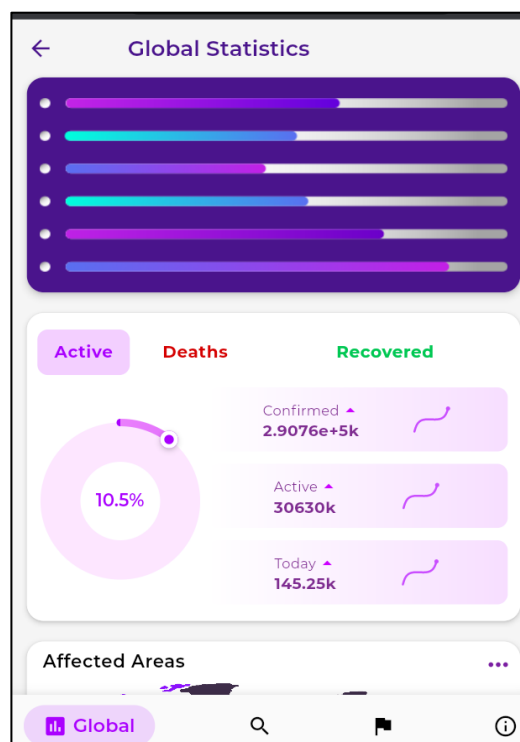 Global Statistics
Active Deaths Recovered
Confirmed
2.9076e+5k
10.5%
Active
30630k
Today
145.25k
Affected Areas
Global